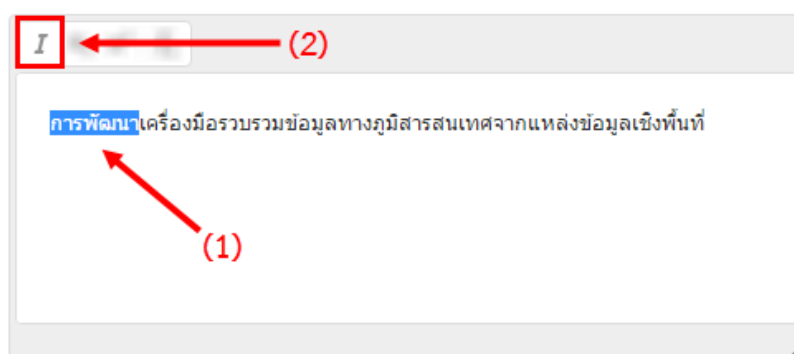 I (2)
การพัฒนาเครื่องมือรวบรวมข้อมูลทางภูมิสารสนเทศจากแหล่งข้อมูลเชิงพื้นที่
(1)